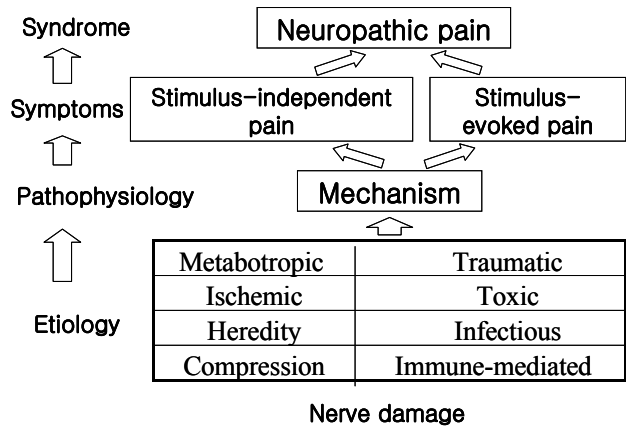 Syndrome
Neuropathic pain
Symptoms
Stimulus-independent
pain
Stimulus-
evoked pain
Pathophysiology
Mechanism
Etiology
Metabotropic Traumatic
Ischemic Toxic
Heredity Infectious
Compression Immune-mediated
Nerve damage